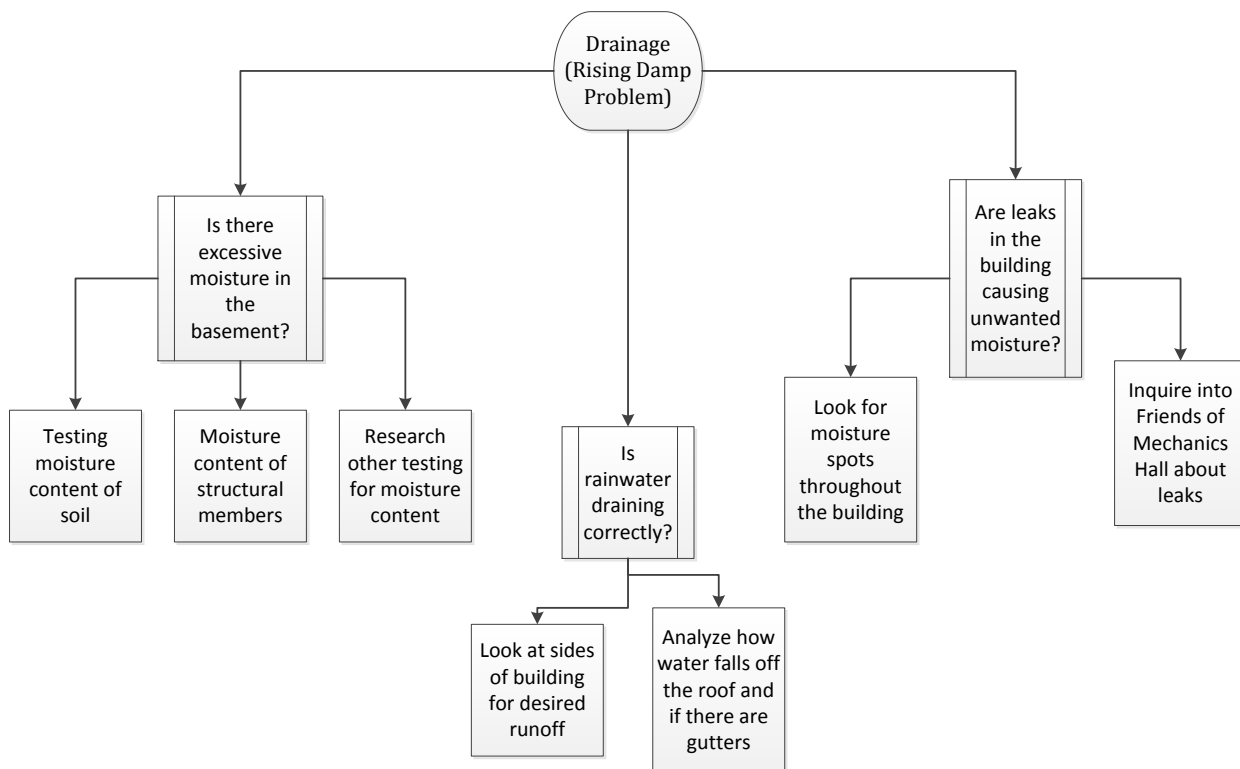 Drainage
(Rising Damp
Problem)
Is there
excessive
moisture in
the
basement?
Testing
moisture
content of
soil
Moisture
content of
structural
members
Research
other testing
for moisture
content
Is
rainwater
draining
correctly?
Look at sides
of building
for desired
runoff
Analyze how
water falls off
the roof and
if there are
gutters
Are leaks
in the
building
causing
unwanted
moisture?
Look for
moisture
spots
throughout
the building
Inquire into
Friends of
Mechanics
Hall about
leaks